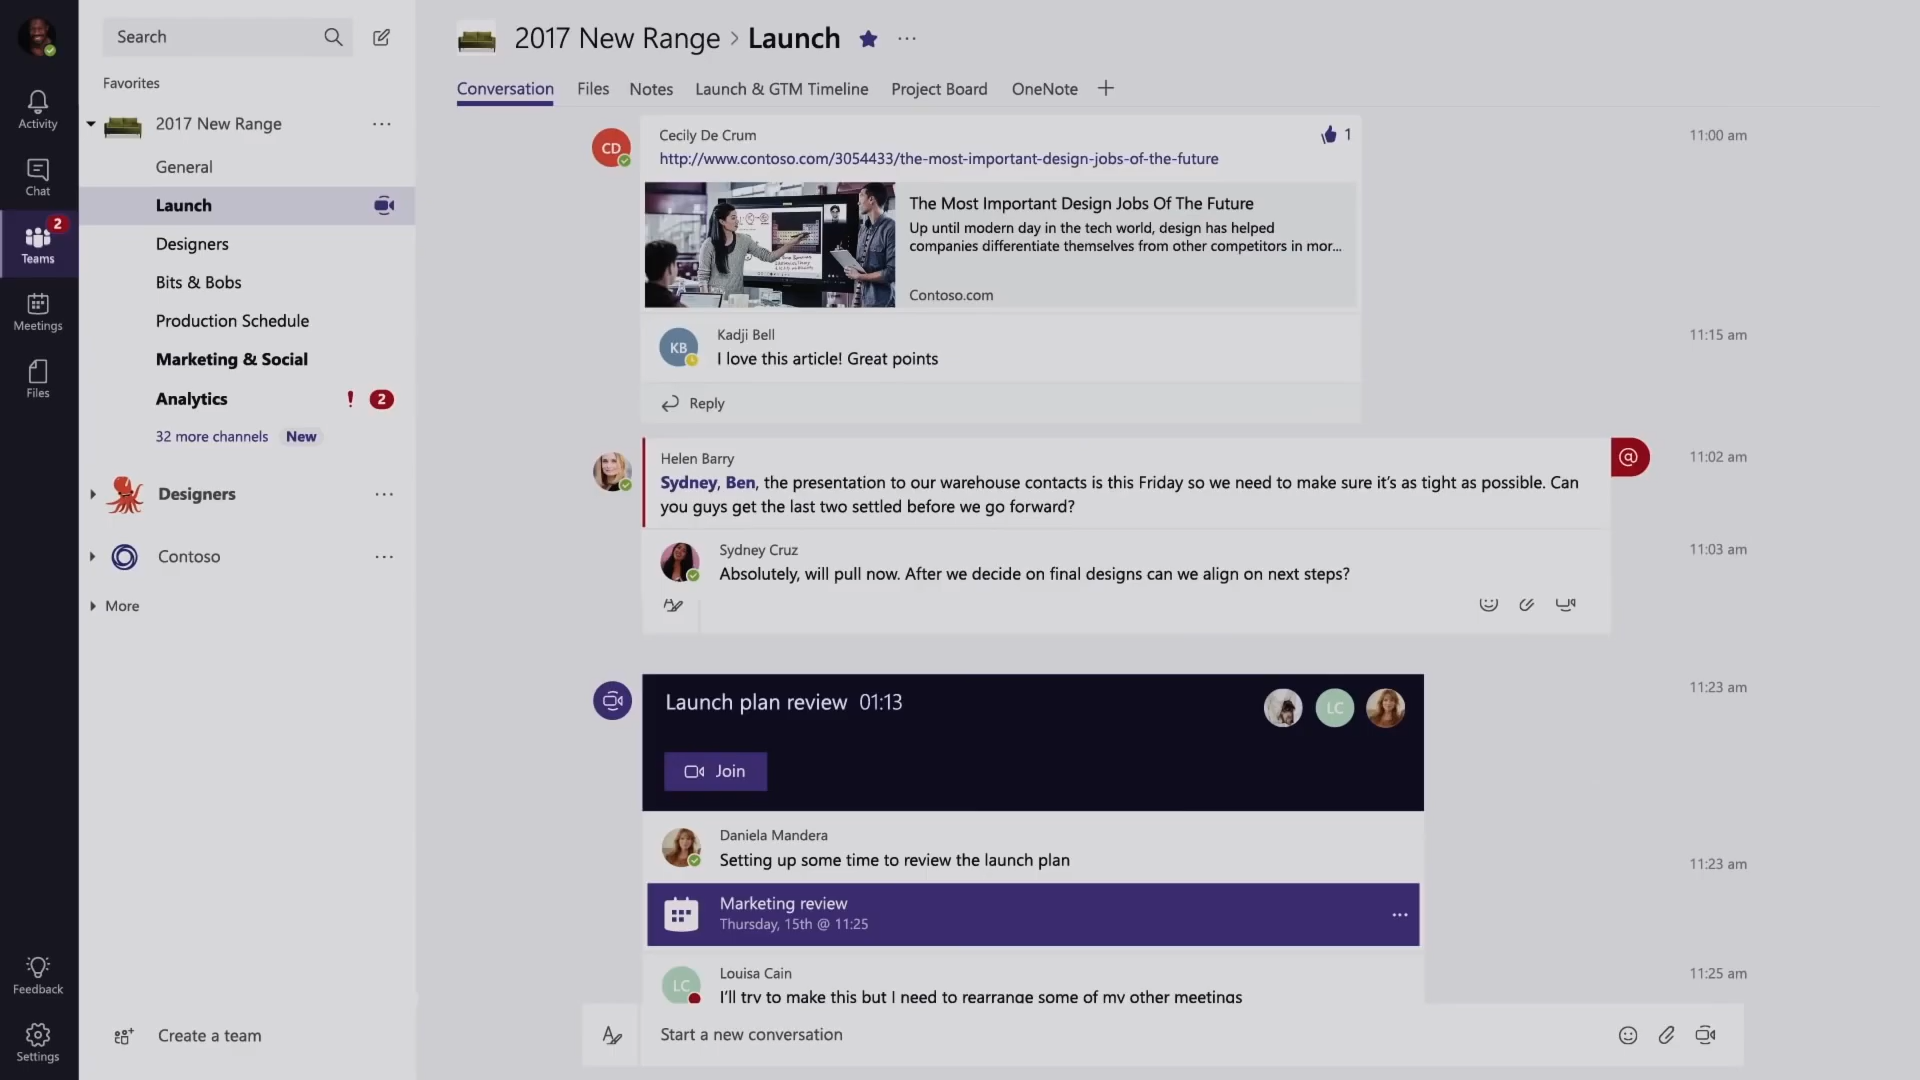 Search
Favorites
2017 New Range
General
Launch
Designers
Bits & Bobs
Production Schedule
Marketing & Social
Analytics ! 2
32 more channels New
Designers
Contoso
More
Create a team
Activity
Chat
2
Teams
Meetings
Files
Feedback
Settings
2017 New Range > Launch
Conversation Files Notes Launch & GTM Timeline Project Board OneNote +
CD
Cecily De Crum
1
11:00 am
http://www.contoso.com/3054433/the-most-important-design-jobs-of-the-future
The Most Important Design Jobs Of The Future
Up until modern day in the tech world, design has helped
companies differentiate themselves from other competitors in mor...
Contoso.com
KB
Kadji Bell
11:15 am
I love this article! Great points
Reply
Helen Barry
@
11:02 am
Sydney, Ben, the presentation to our warehouse contacts is this Friday so we need to make sure it's as tight as possible. Can
you guys get the last two settled before we go forward?
Sydney Cruz
11:03 am
Absolutely, will pull now. After we decide on final designs can we align on next steps?
Launch plan review 01:13
LC
11:23 am
Join
Daniela Mandera
Setting up some time to review the launch plan
11:23 am
Marketing review
Thursday, 15th @ 11:25
LC
Louisa Cain
11:25 am
I'll try to make this but I need to rearrange some of my other meetings
Start a new conversation